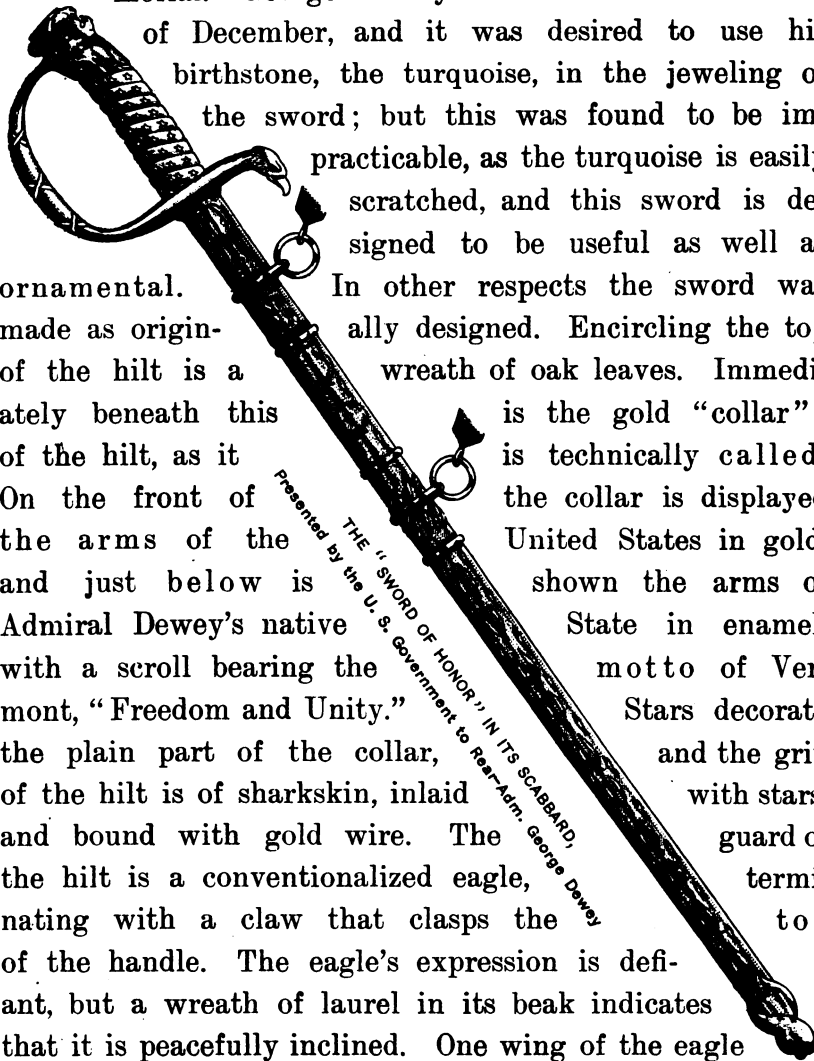 of December, and it was desired to use hi
birthstone, the turquoise, in the jeweling o
the sword; but this was found to be im
practicable, as the turquoise is easily
scratched, and this sword is de
signed to be useful as well a
ornamental. In other respects the sword wa
made as origin- ally designed. Encircling the to
of the hilt is a wreath of oak leaves. Immedi
ately beneath this is the gold “collar”
of the hilt, as it is technically called
On the front of the collar is displayed
the arms of the United States in gold
and just below is shown the arms o
Admiral Dewey's native State in enamel
with a scroll bearing the motto of Ver
mont, “Freedom and Unity.” Stars decorat
the plain part of the collar, and the gri
of the hilt is of sharkskin, inlaid with stars
and bound with gold wire. The guard o
the hilt is a conventionalized eagle, termi
nating with a claw that clasps the to
of the handle. The eagle's expression is defi-
ant, but a wreath of laurel in its beak indicates
that it is peacefully inclined. One wing of the eagle
THE “SWORD OF HONOR” IN ITS SCABBARD,
Presented by the U. S. Government to Rear-Adm. George Dewey